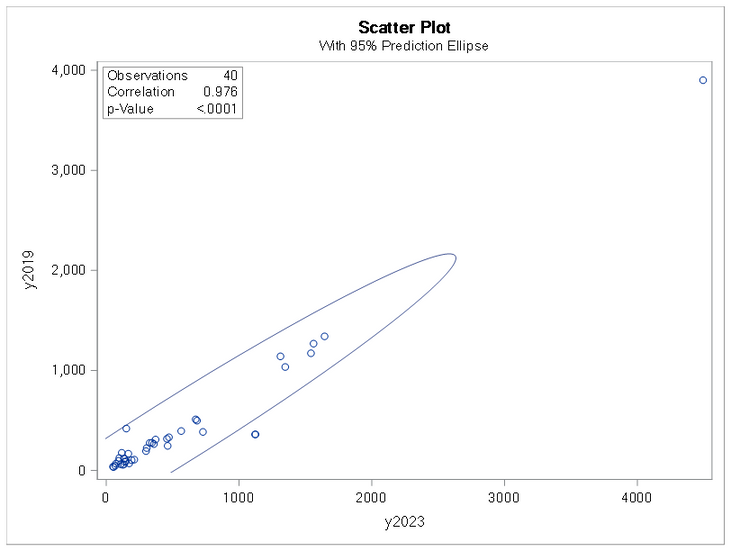 Scatter Plot
With 95% Prediction Ellipse
Observations 40
Correlation 0.976
p-Value <.0001
4,000
3,000
2,000
1,000
0
y2019
0 1000 2000 3000 4000
y2023